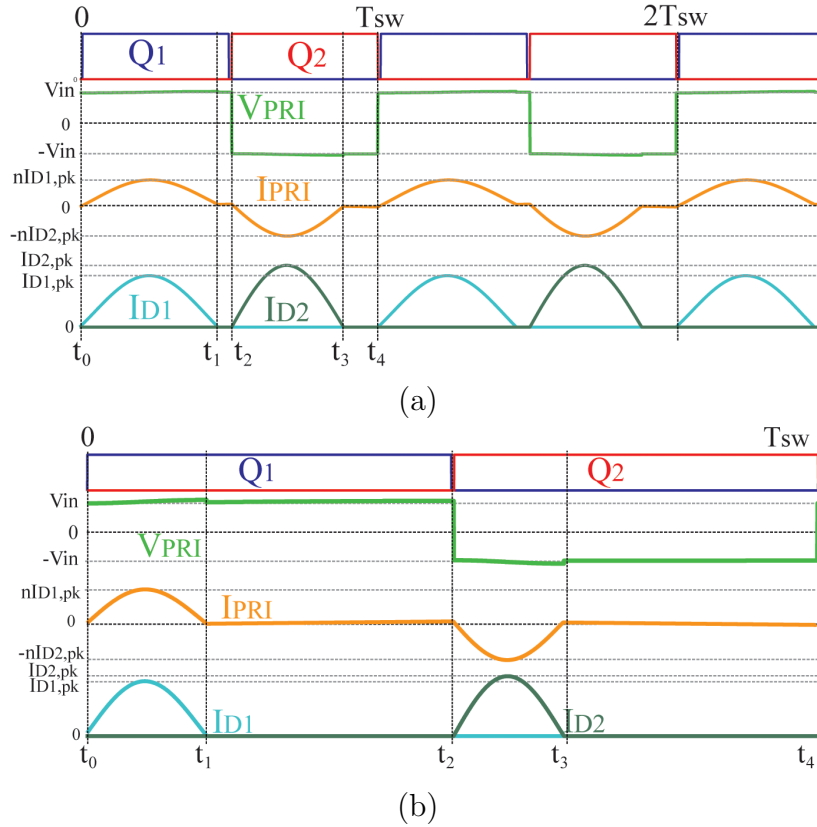 0 Tsw 2Tsw
Q1 Q2
Vin
VPRI
0
-Vin
nID1,pk
IPRI
0
-nID2,pk
ID2,pk
ID1,pk
ID1 ID2
0
t0 t1 t2 t3 t4
(a)
0 Tsw
Q1 Q2
Vin
0
VPRI
-Vin
nID1,pk
IPRI
0
-nID2,pk
ID2,pk
ID1,pk
ID1 ID2
0
t0 t1 t2 t3 t4
(b)